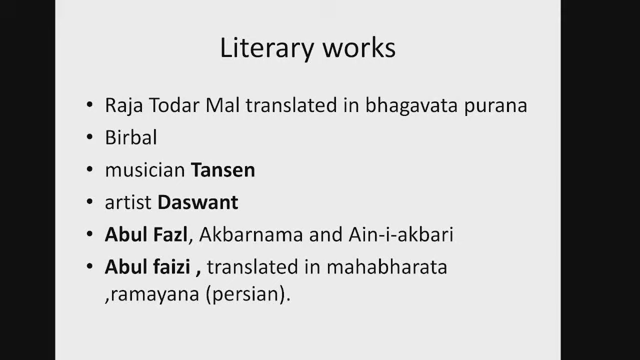 Literary works
• Raja Todar Mal translated in bhagavata purana
• Birbal
• musician Tansen
• artist Daswant
• Abul Fazl, Akbarnama and Ain-i-akbari
• Abul faizi , translated in mahabharata
,ramayana (persian).